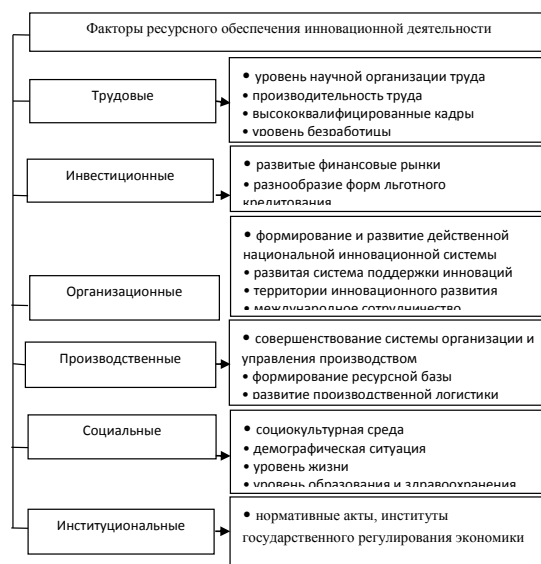 Факторы ресурсного обеспечения инновационной деятельности
Трудовые
• уровень научной организации труда
• производительность труда
• высококвалифицированные кадры
• уровень безработицы
Инвестиционные
• развитые финансовые рынки
• разнообразие форм льготного
кредитования
Организационные
• формирование и развитие действенной
национальной инновационной системы
• развитая система поддержки инноваций
• территории инновационного развития
• международное сотрудничество
Производственные
• совершенствование системы организации и
управления производством
• формирование ресурсной базы
• развитие производственной логистики
Социальные
• социокультурная среда
• демографическая ситуация
• уровень жизни
• уровень образования и здравоохранения
Институциональные
• нормативные акты, институты
государственного регулирования экономики